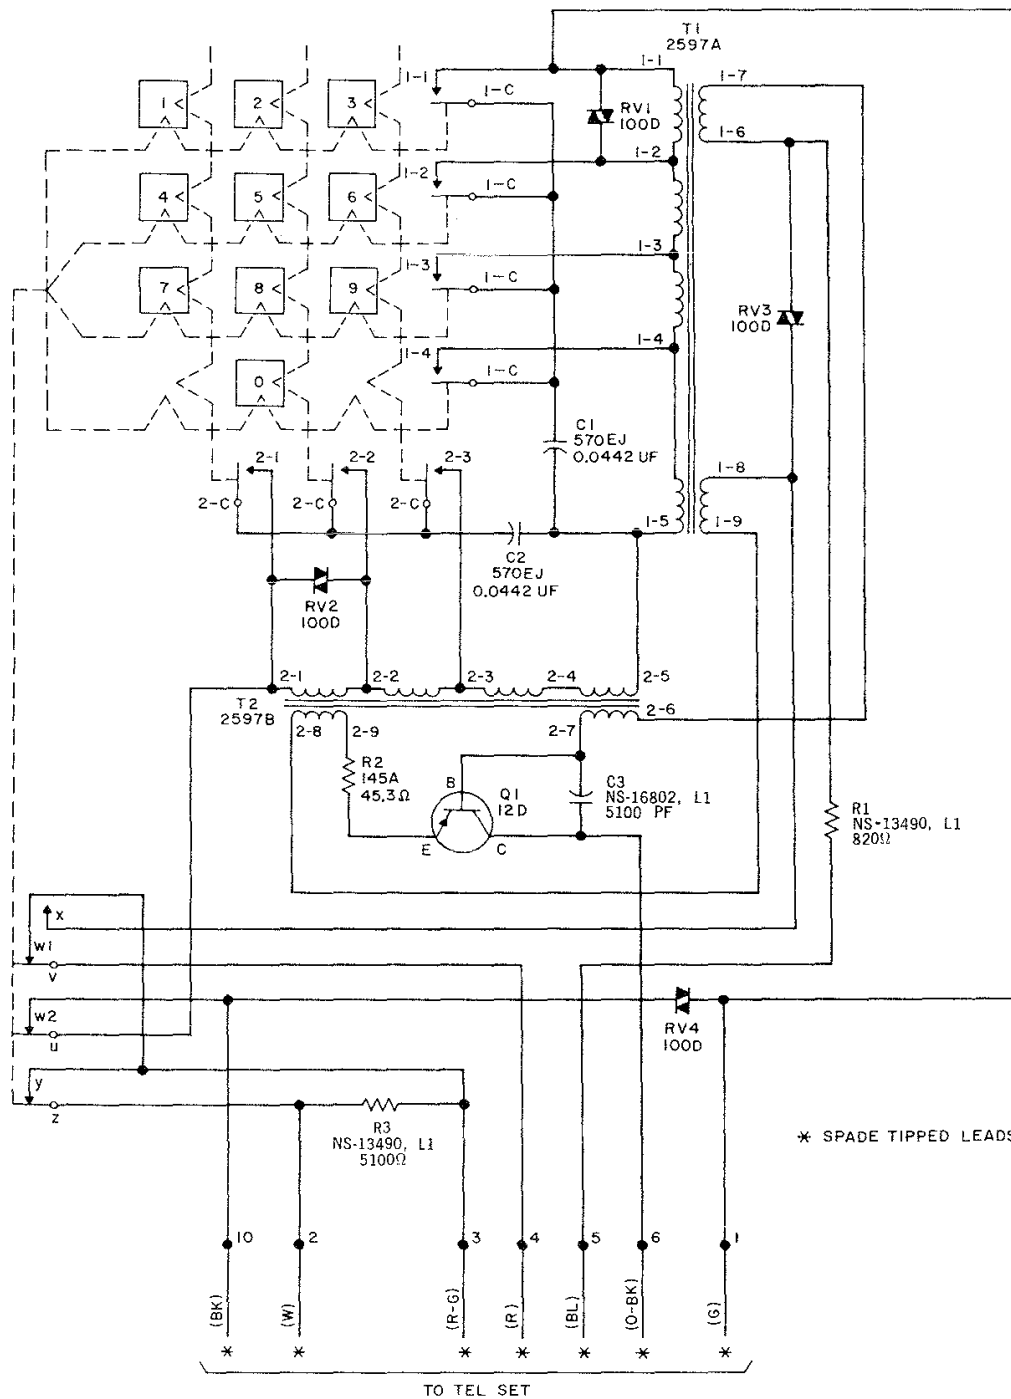 T1
2597A
1-1
1-7
1-C
RV1
100D
1-6
1
2
3
1-2
1-C
4
5
6
1-3
1-C
7
8
9
RV3
100D
1-4
1-C
0
C1
570EJ
0.0442 UF
2-1
2-2
2-3
1-8
2-C
2-C
2-C
1-5
1-9
C2
570EJ
0.0442 UF
RV2
100D
2-1
2-2
2-3
2-4
2-5
T2
2597B
2-6
2-8
2-9
2-7
R2
145A
45.3Ω
B
Q1
12D
C3
NS-16802, L1
5100 PF
E
C
R1
NS-13490, L1
820Ω
x
w1
v
w2
u
RV4
100D
y
z
R3
NS-13490, L1
5100Ω
* SPADE TIPPED LEADS
10
2
3
4
5
6
1
(BK)
(W)
(R-G)
(R)
(BL)
(O-BK)
(G)
* * * * * * *
TO TEL SET